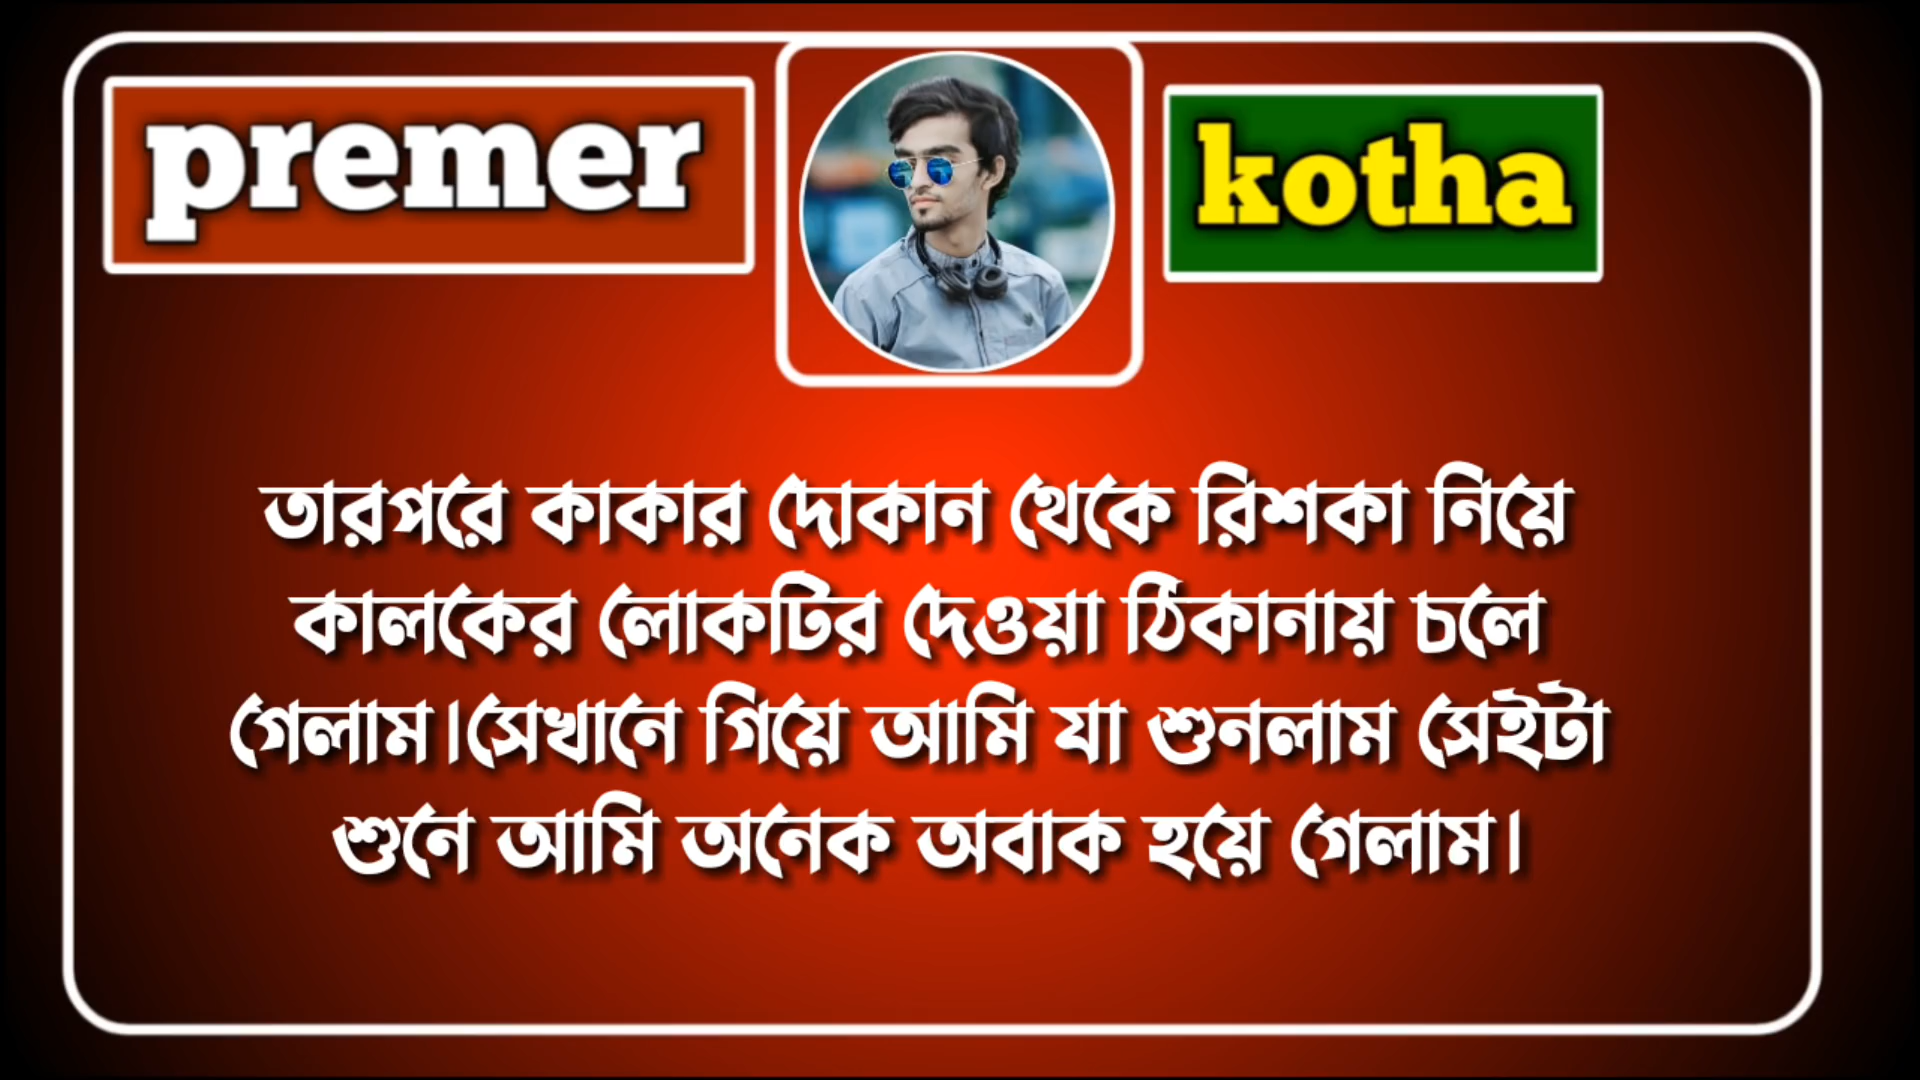 premer
kotha
তারপরে কাকার দোকান থেকে রিশকা নিয়ে
কালকের লোকটির দেওয়া ঠিকানায় চলে
গেলাম।সেখানে গিয়ে আমি যা শুনলাম সেইটা
শুনে আমি অনেক অবাক হয়ে গেলাম।